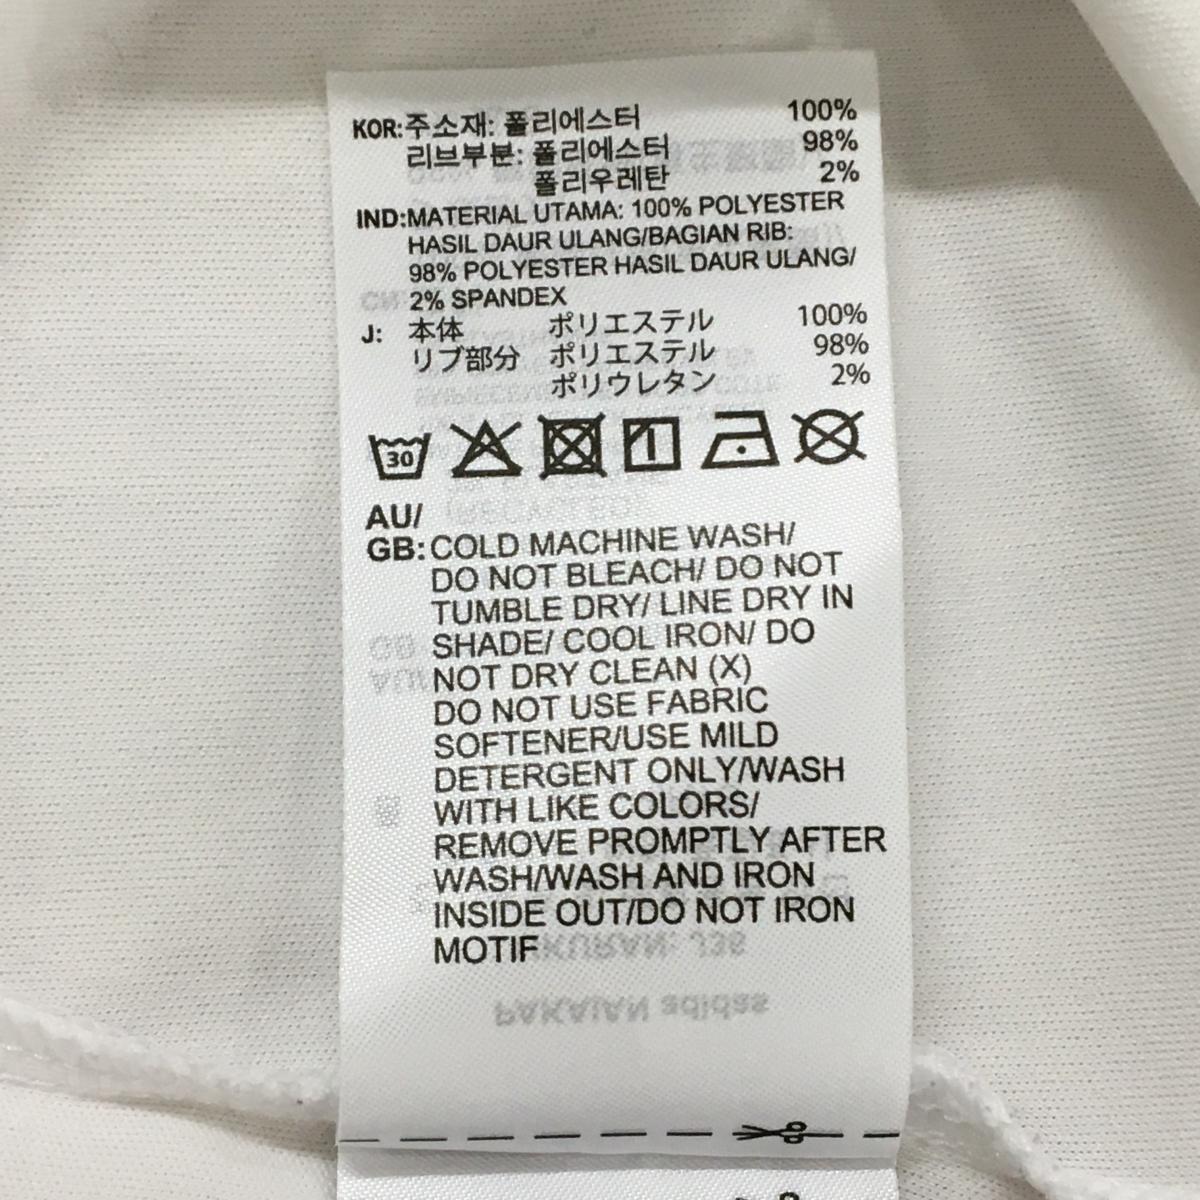 KOR:주소재: 폴리에스터 100%
리브부분: 폴리에스터 98%
폴리우레탄 2%
IND:MATERIAL UTAMA: 100% POLYESTER
HASIL DAUR ULANG/BAGIAN RIB:
98% POLYESTER HASIL DAUR ULANG/
2% SPANDEX
J: 本体 ポリエステル 100%
リブ部分 ポリエステル 98%
ポリウレタン 2%
30
AU/
GB:COLD MACHINE WASH/
DO NOT BLEACH/ DO NOT
TUMBLE DRY/ LINE DRY IN
SHADE/ COOL IRON/ DO
NOT DRY CLEAN (X)
DO NOT USE FABRIC
SOFTENER/USE MILD
DETERGENT ONLY/WASH
WITH LIKE COLORS/
REMOVE PROMPTLY AFTER
WASH/WASH AND IRON
INSIDE OUT/DO NOT IRON
MOTIF
UKURAN: J38
PAKAIAN adidas